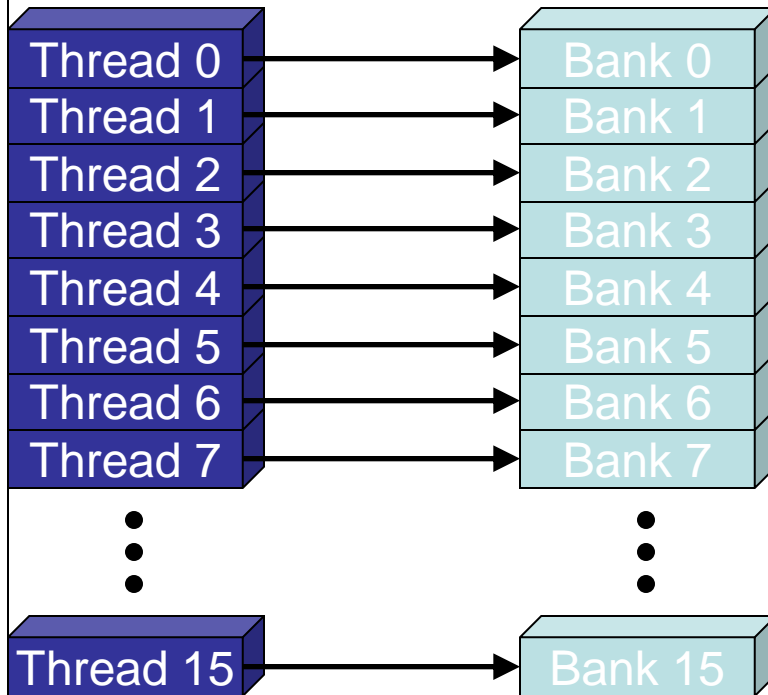 Thread 0 Bank 0
Thread 1 Bank 1
Thread 2 Bank 2
Thread 3 Bank 3
Thread 4 Bank 4
Thread 5 Bank 5
Thread 6 Bank 6
Thread 7 Bank 7
Thread 15 Bank 15